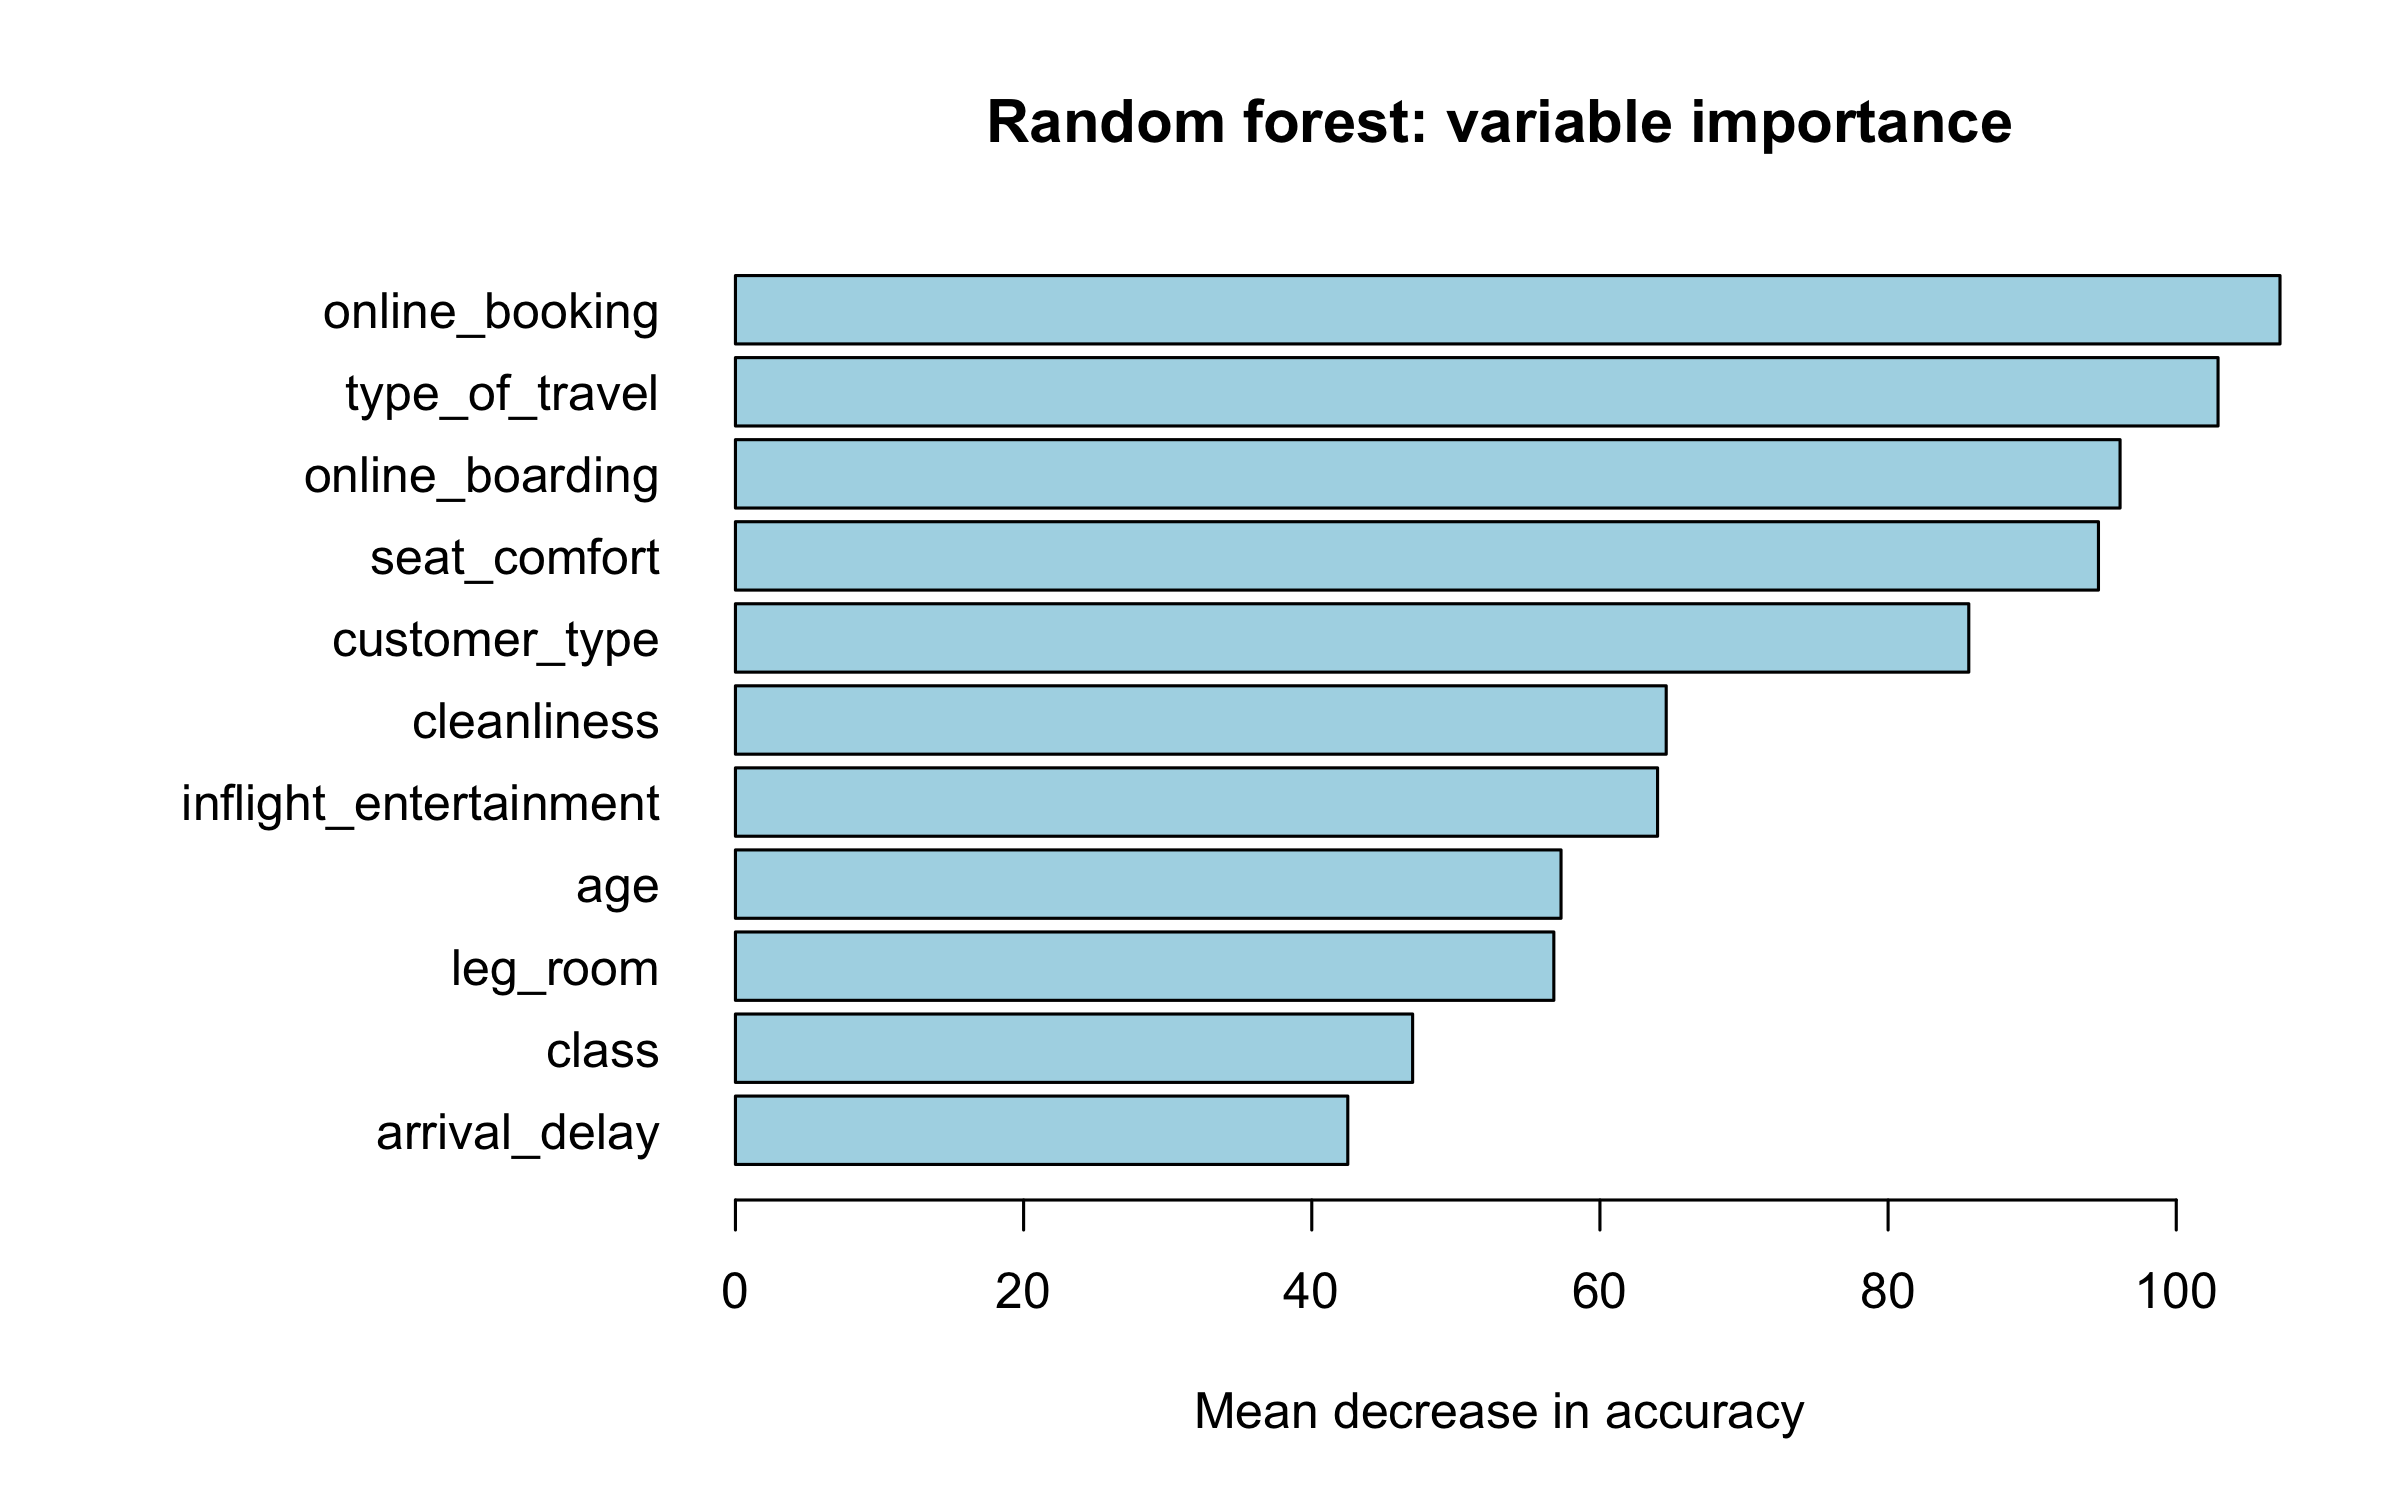 Random forest: variable importance
online_booking
type_of_travel
online_boarding
seat_comfort
customer_type
cleanliness
inflight_entertainment
age
leg_room
class
arrival_delay
0 20 40 60 80 100
Mean decrease in accuracy